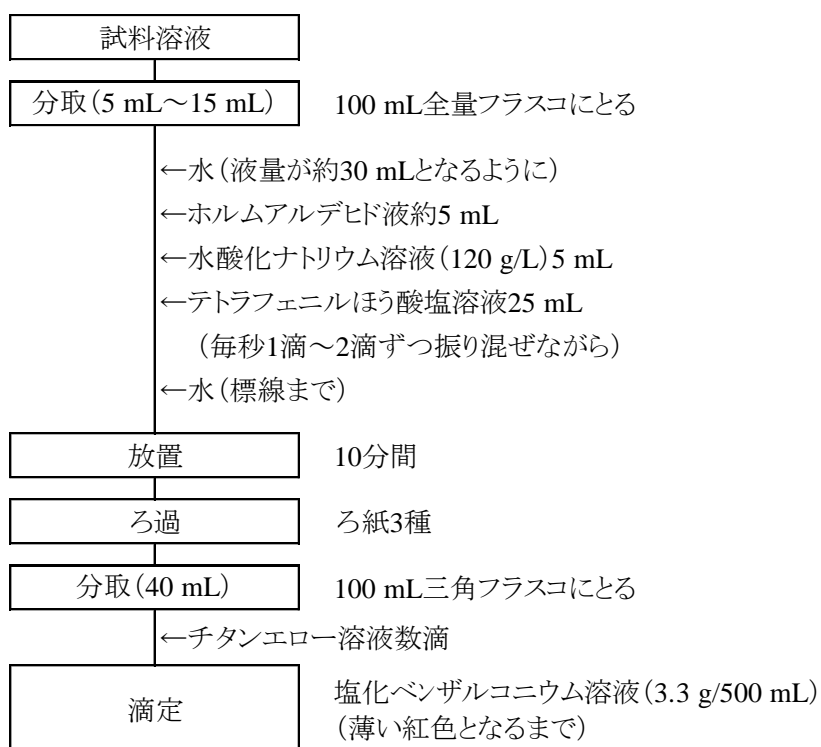 試料溶液
分取(5 mL～15 mL) 100 mL全量フラスコにとる
←水(液量が約30 mLとなるように)
←ホルムアルデヒド液約5 mL
←水酸化ナトリウム溶液(120 g/L)5 mL
←テトラフェニルほう酸塩溶液25 mL
(毎秒1滴～2滴ずつ振り混ぜながら)
←水(標線まで)
放置 10分間
ろ過 ろ紙3種
分取(40 mL) 100 mL三角フラスコにとる
←チタンエロー溶液数滴
滴定 塩化ベンザルコニウム溶液(3.3 g/500 mL)
(薄い紅色となるまで)